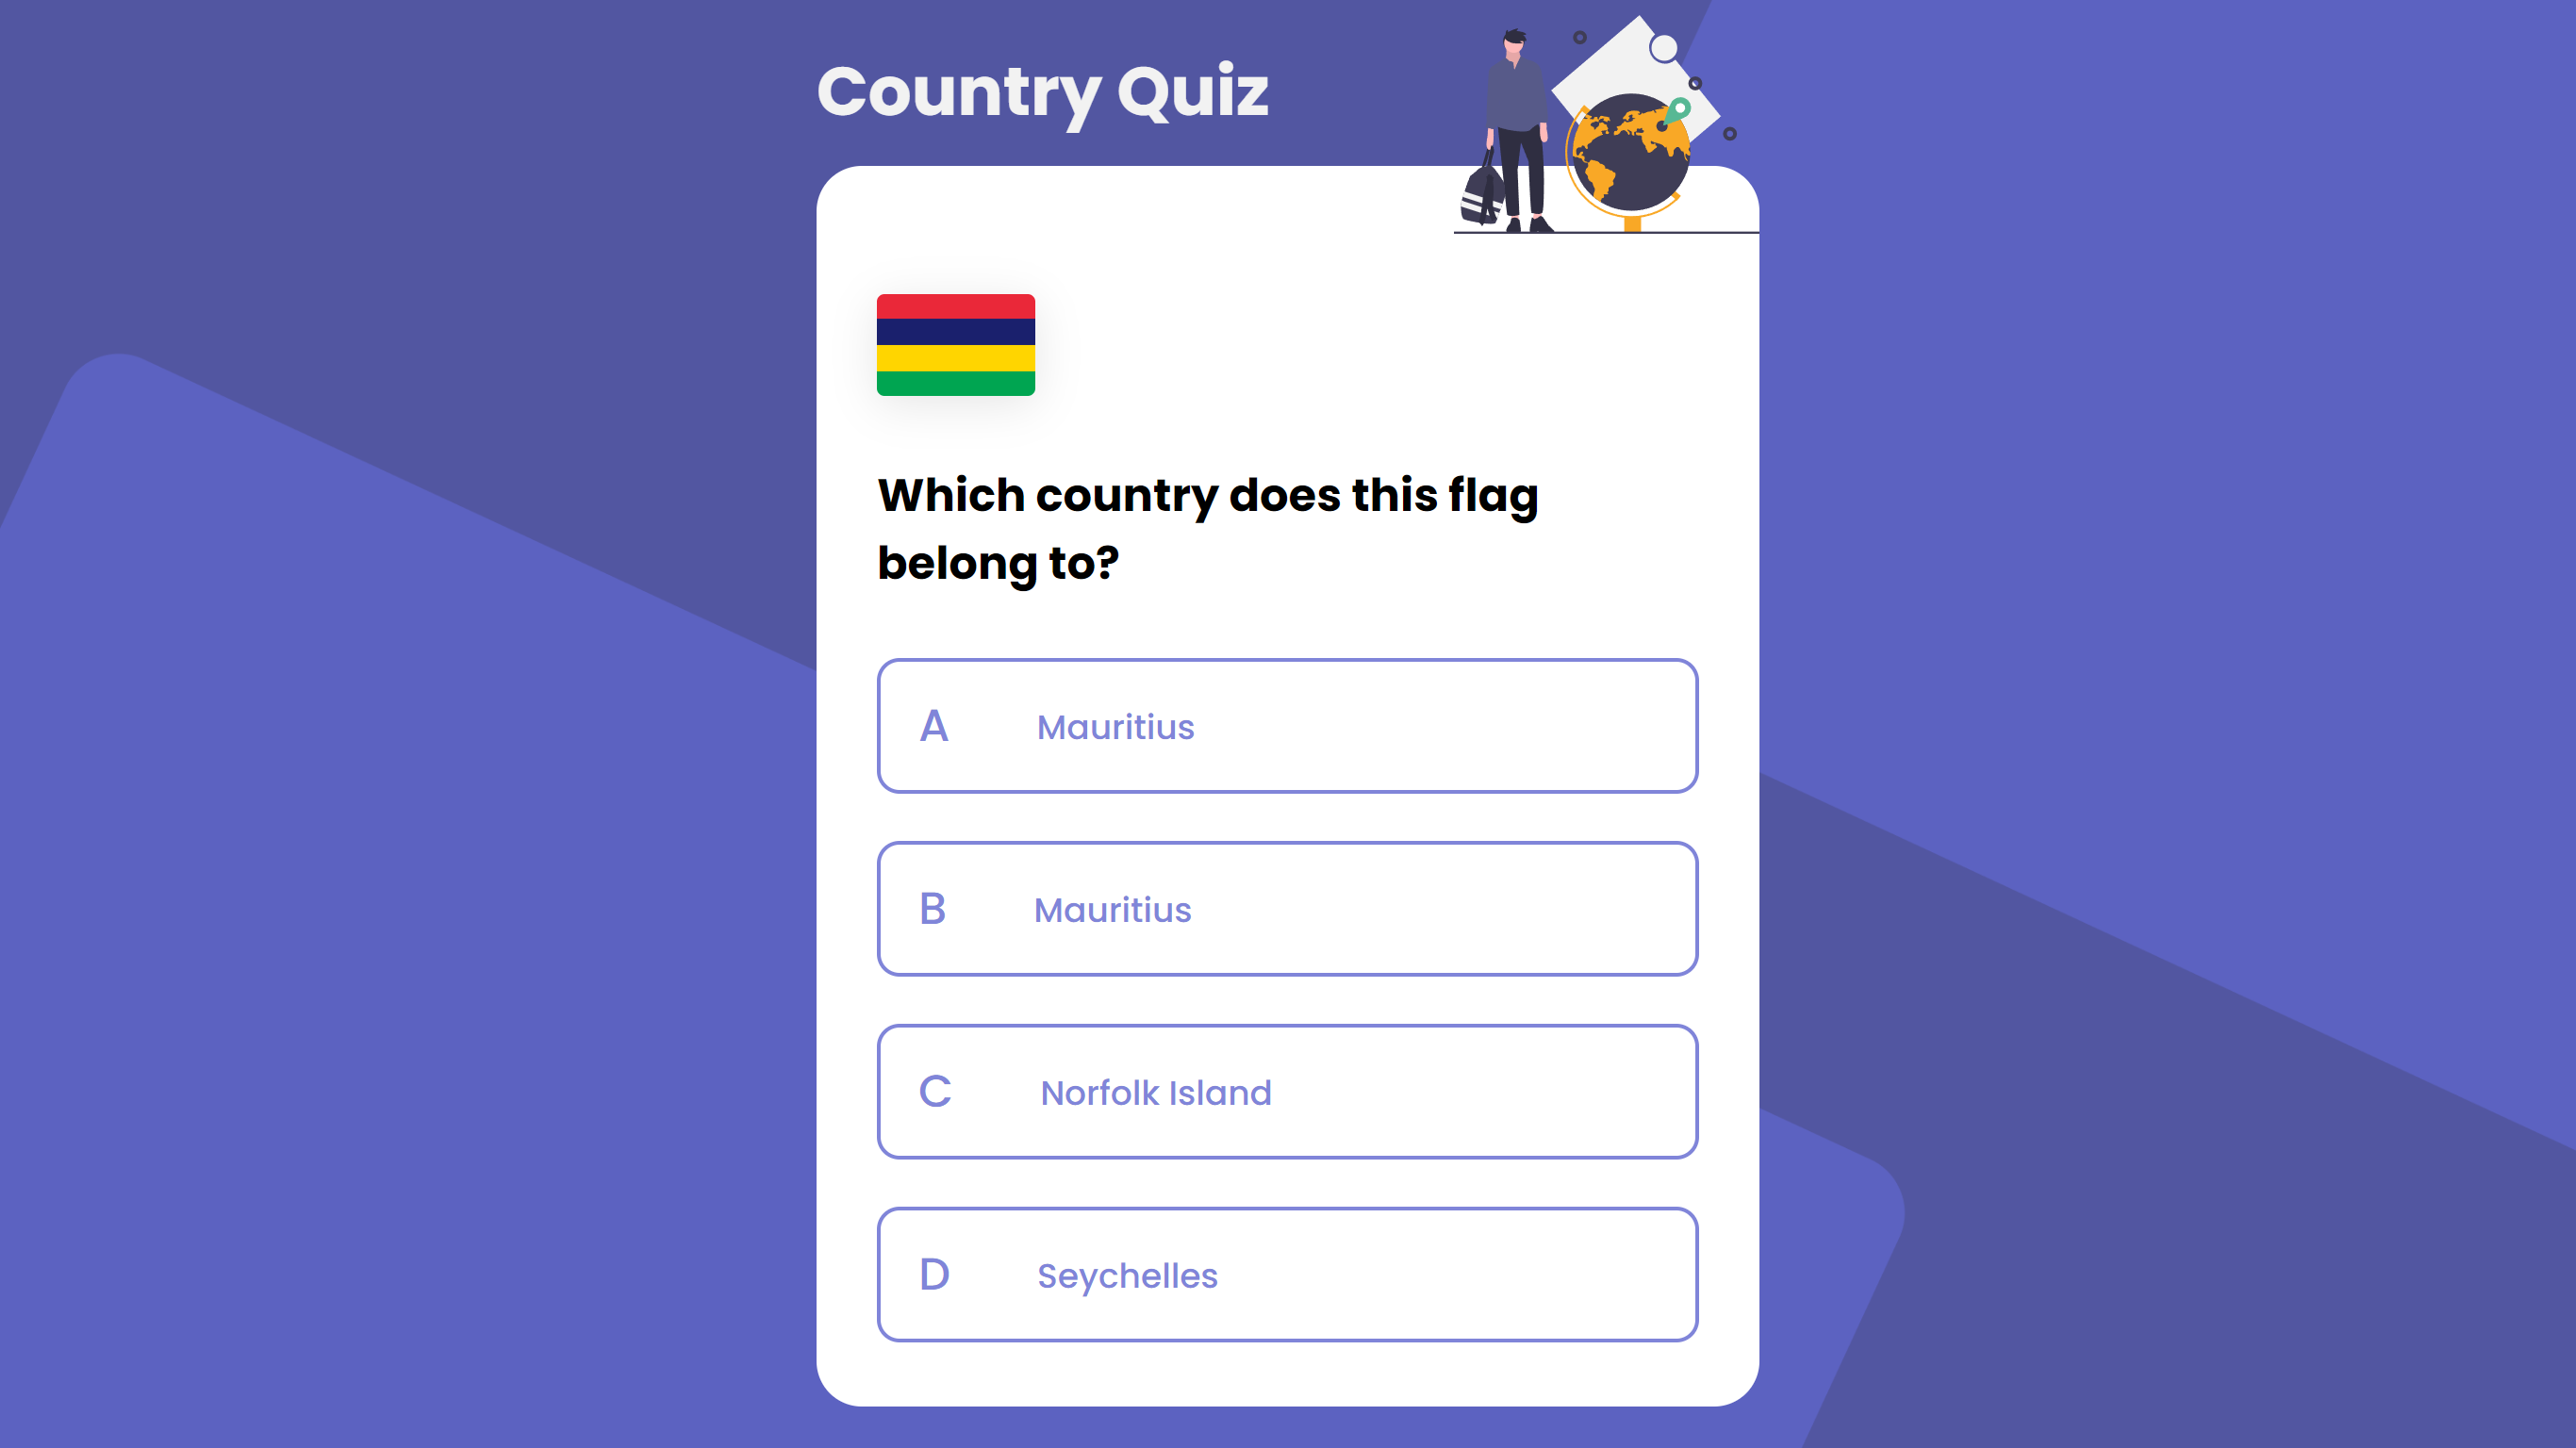 Country Quiz
Which country does this flag
belong to?
A Mauritius
B Mauritius
C Norfolk Island
D Seychelles